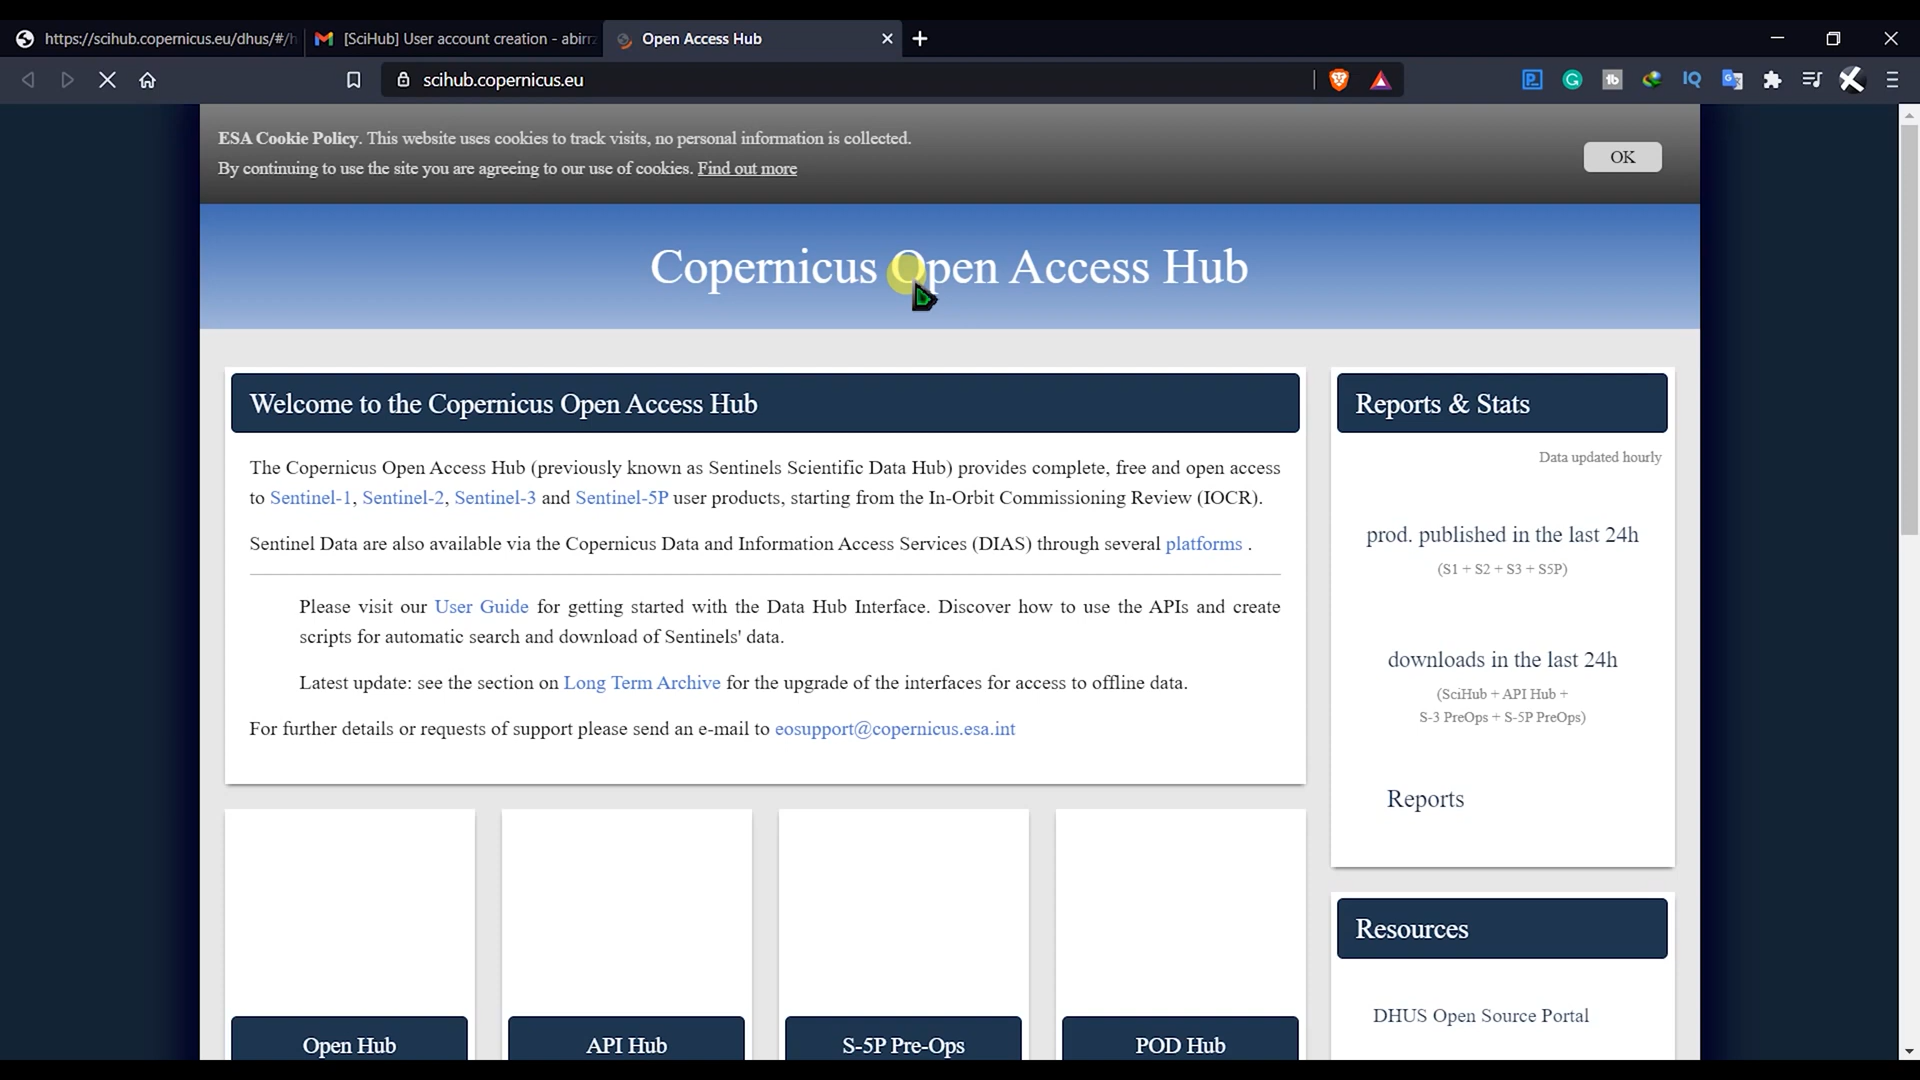 https://scihub.copernicus.eu/dhus/#/h
[SciHub] User account creation - abirrz
Open Access Hub
scihub.copernicus.eu
ESA Cookie Policy. This website uses cookies to track visits, no personal information is collected.
By continuing to use the site you are agreeing to our use of cookies. Find out more
OK
Copernicus Open Access Hub
Welcome to the Copernicus Open Access Hub
The Copernicus Open Access Hub (previously known as Sentinels Scientific Data Hub) provides complete, free and open access
to Sentinel-1, Sentinel-2, Sentinel-3 and Sentinel-5P user products, starting from the In-Orbit Commissioning Review (IOCR).
Sentinel Data are also available via the Copernicus Data and Information Access Services (DIAS) through several platforms .
Please visit our User Guide for getting started with the Data Hub Interface. Discover how to use the APIs and create
scripts for automatic search and download of Sentinels' data.
Latest update: see the section on Long Term Archive for the upgrade of the interfaces for access to offline data.
For further details or requests of support please send an e-mail to eosupport@copernicus.esa.int
Open Hub
API Hub
S-5P Pre-Ops
POD Hub
Reports & Stats
Data updated hourly
prod. published in the last 24h
(S1 + S2 + S3 + S5P)
downloads in the last 24h
(SciHub + API Hub +
S-3 PreOps + S-5P PreOps)
Reports
Resources
DHUS Open Source Portal